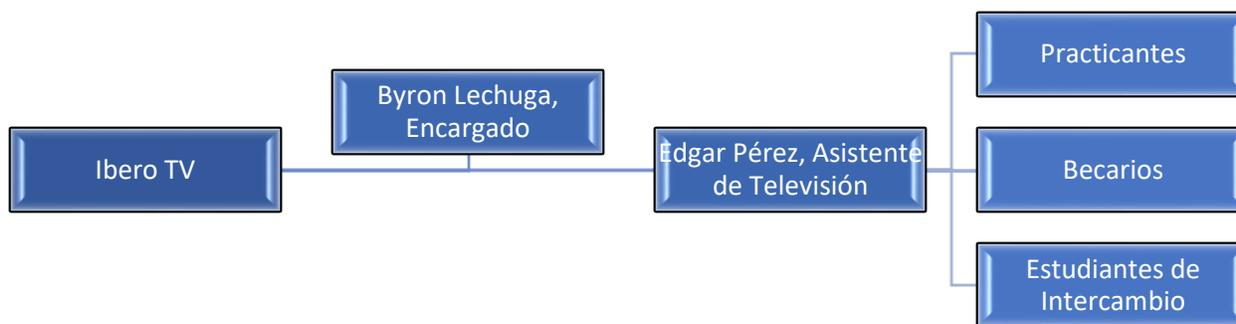 Ibero TV
Byron Lechuga,
Encargado
Edgar Pérez, Asistente
de Televisión
Practicantes
Becarios
Estudiantes de
Intercambio